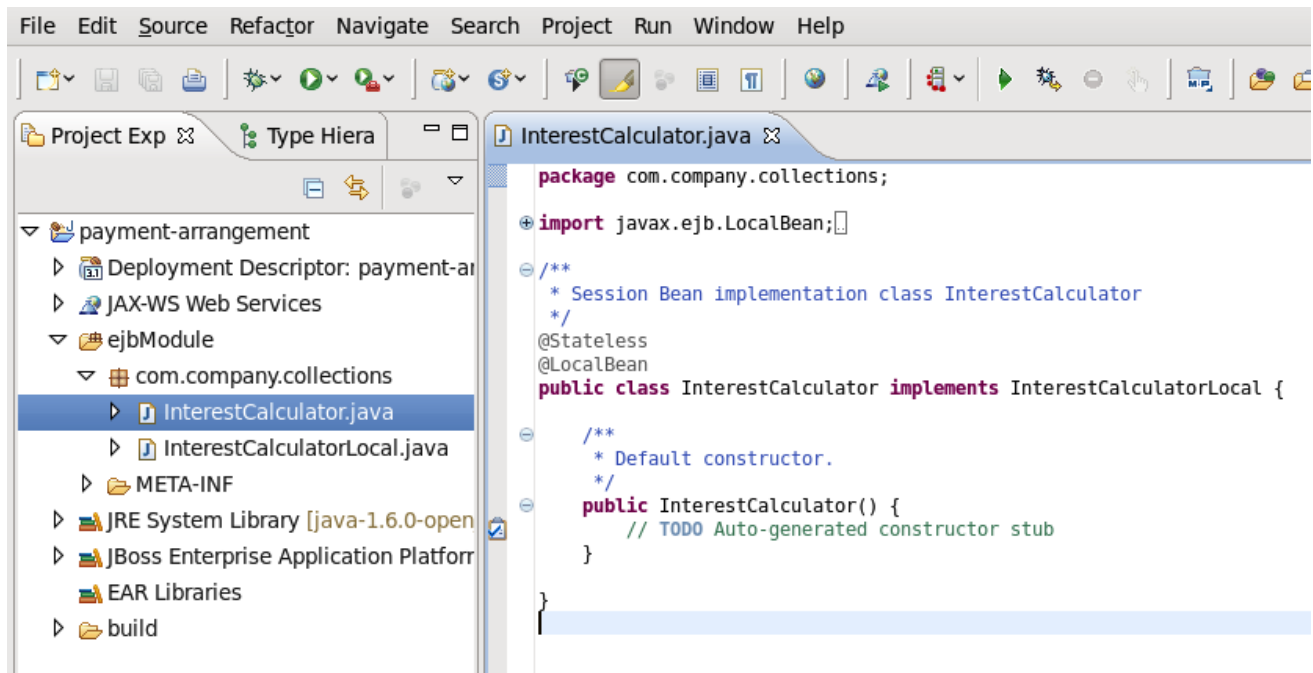 File Edit Source Refactor Navigate Search Project Run Window Help
Project Exp
Type Hiera
InterestCalculator.java
payment-arrangement
Deployment Descriptor: payment-ar
3.1
JAX-WS Web Services
ejbModule
com.company.collections
InterestCalculator.java
InterestCalculatorLocal.java
META-INF
JRE System Library [java-1.6.0-open
JBoss Enterprise Application Platforr
EAR Libraries
build
package com.company.collections;
import javax.ejb.LocalBean;
/**
* Session Bean implementation class InterestCalculator
*/
@Stateless
@LocalBean
public class InterestCalculator implements InterestCalculatorLocal {
/**
* Default constructor.
*/
public InterestCalculator() {
// TODO Auto-generated constructor stub
}
}